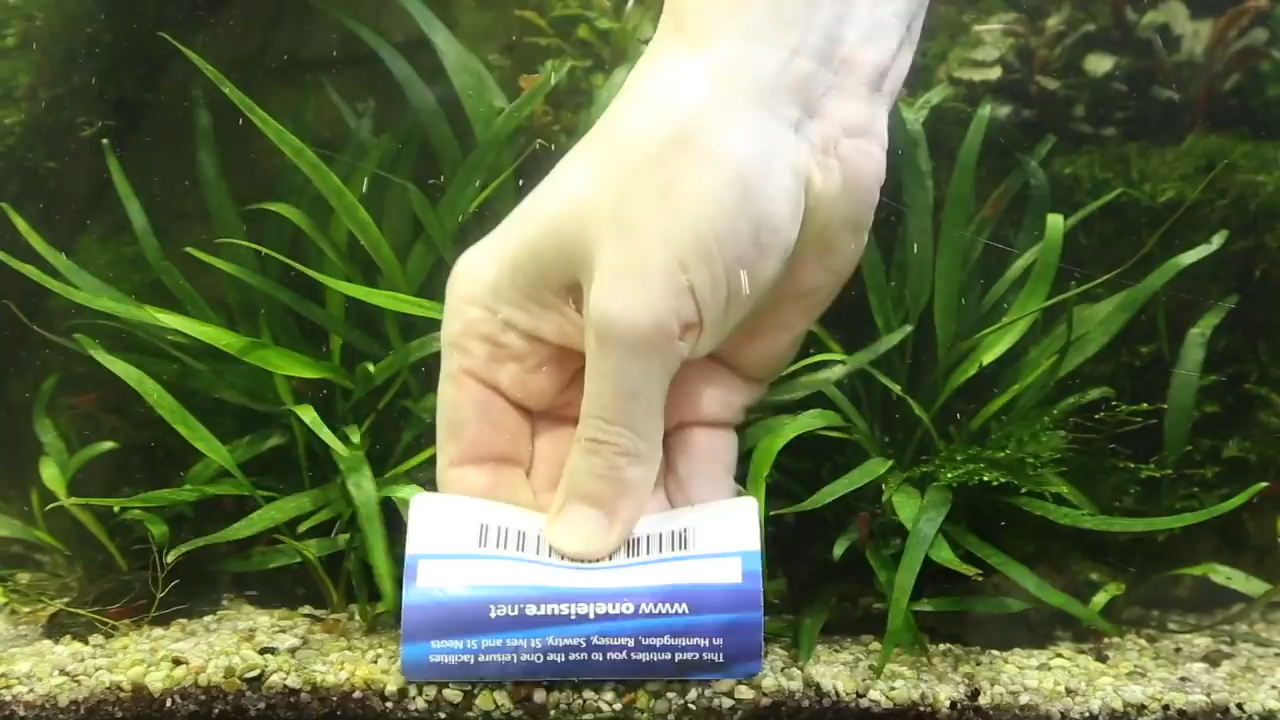 This card entitles you to use the One Leisure facilities
in Huntingdon, Ramsey, Sawtry, St Ives and St Neots
www.oneleisure.net